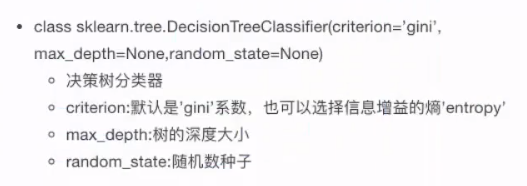 class sklearn.tree.DecisionTreeClassifier(criterion='gini',
max_depth=None,random_state=None)
决策树分类器
criterion:默认是'gini'系数，也可以选择信息增益的熵'entropy'
max_depth:树的深度大小
random_state:随机数种子